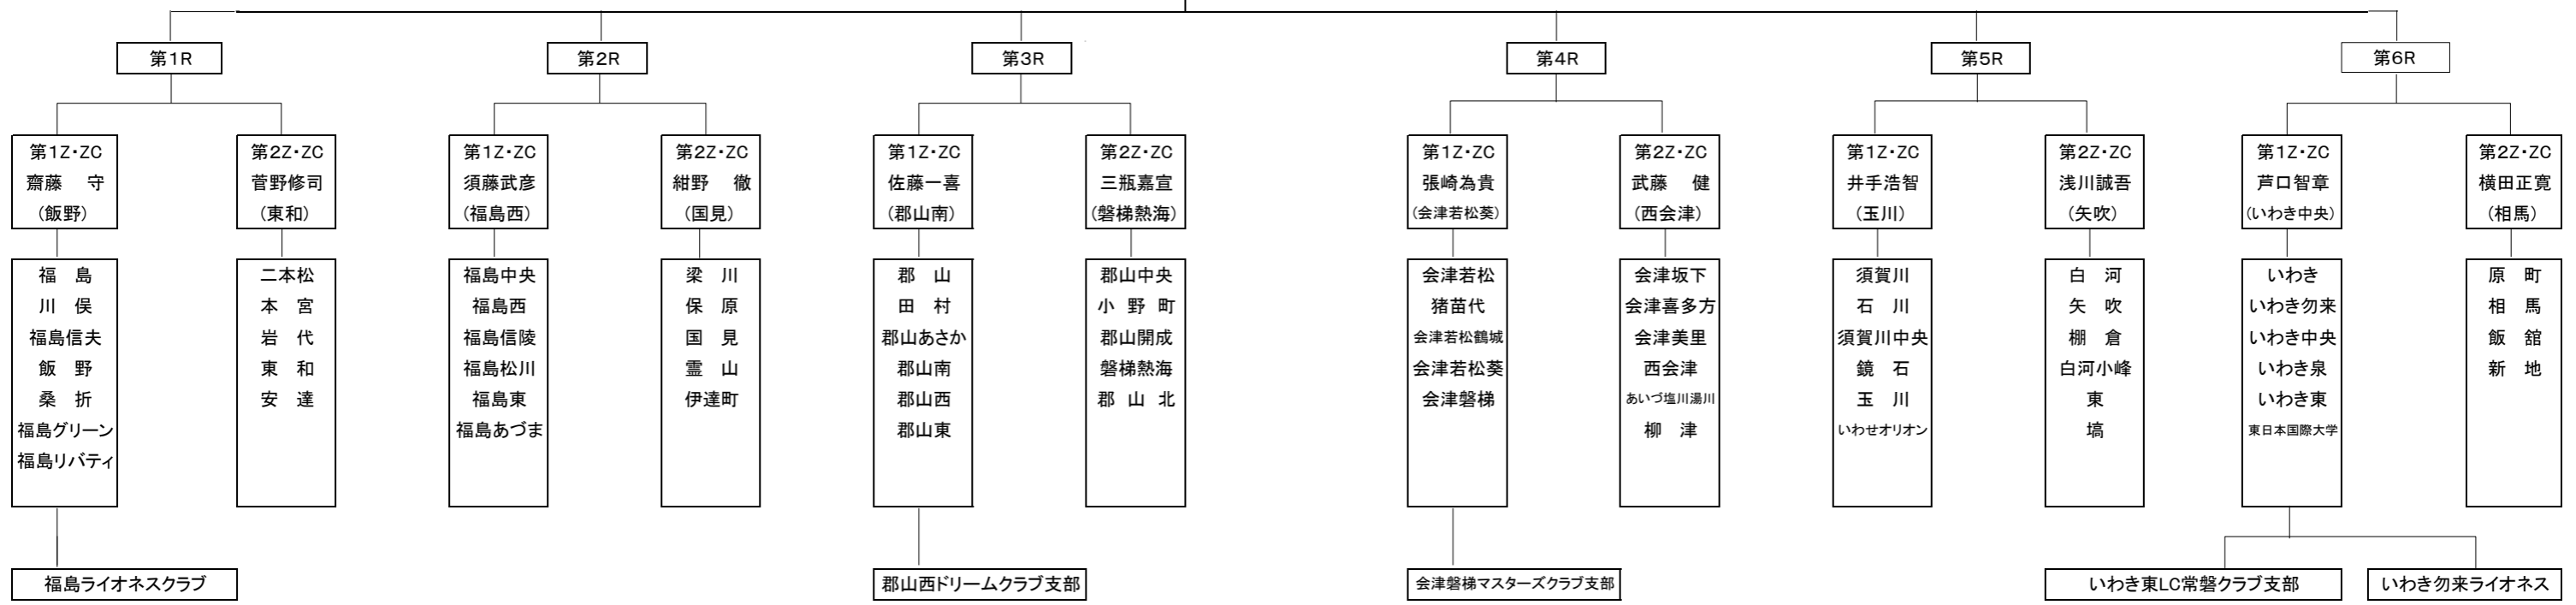 第1R
第2R
第3R
第4R
第5R
第6R
第1Z・ZC
齋藤　守
(飯野)
第2Z・ZC
菅野修司
(東和)
第1Z・ZC
須藤武彦
(福島西)
第2Z・ZC
紺野　徹
(国見)
第1Z・ZC
佐藤一喜
(郡山南)
第2Z・ZC
三瓶嘉宣
(磐梯熱海)
第1Z・ZC
張崎為貴
(会津若松葵)
第2Z・ZC
武藤　健
(西会津)
第1Z・ZC
井手浩智
(玉川)
第2Z・ZC
浅川誠吾
(矢吹)
第1Z・ZC
芦口智章
(いわき中央)
第2Z・ZC
横田正寛
(相馬)
福　島
川　俣
福島信夫
飯　野
桑　折
福島グリーン
福島リバティ
二本松
本　宮
岩　代
東　和
安　達
福島中央
福島西
福島信陵
福島松川
福島東
福島あづま
梁　川
保　原
国　見
霊　山
伊達町
郡　山
田　村
郡山あさか
郡山南
郡山西
郡山東
郡山中央
小　野　町
郡山開成
磐梯熱海
郡　山　北
会津若松
猪苗代
会津若松鶴城
会津若松葵
会津磐梯
会津坂下
会津喜多方
会津美里
西会津
あいづ塩川湯川
柳　津
須賀川
石　川
須賀川中央
鏡　石
玉　川
いわせオリオン
白　河
矢　吹
棚　倉
白河小峰
東
塙
いわき
いわき勿来
いわき中央
いわき泉
いわき東
東日本国際大学
原　町
相　馬
飯　舘
新　地
福島ライオネスクラブ
郡山西ドリームクラブ支部
会津磐梯マスターズクラブ支部
いわき東LC常磐クラブ支部
いわき勿来ライオネス